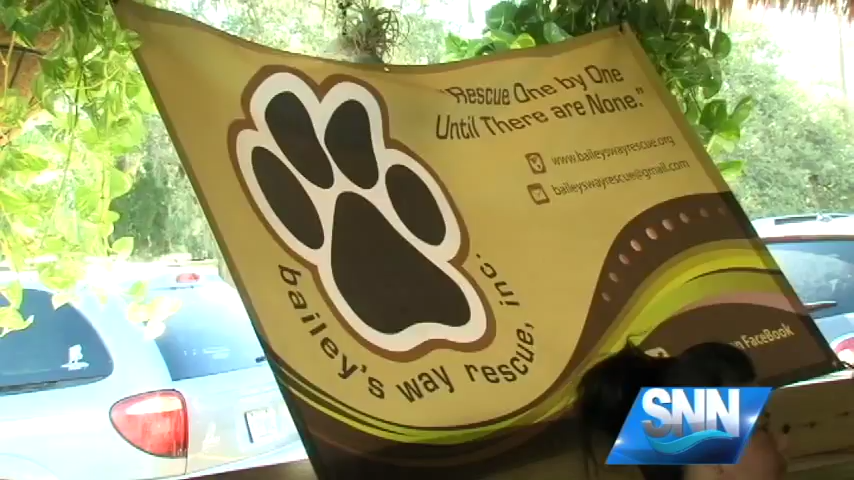 "Rescue One by One
Until There are None."
www.baileyswayrescue.org
baileyswayrescue@gmail.com
bailey's way rescue, inc.
on FaceBook
SNN